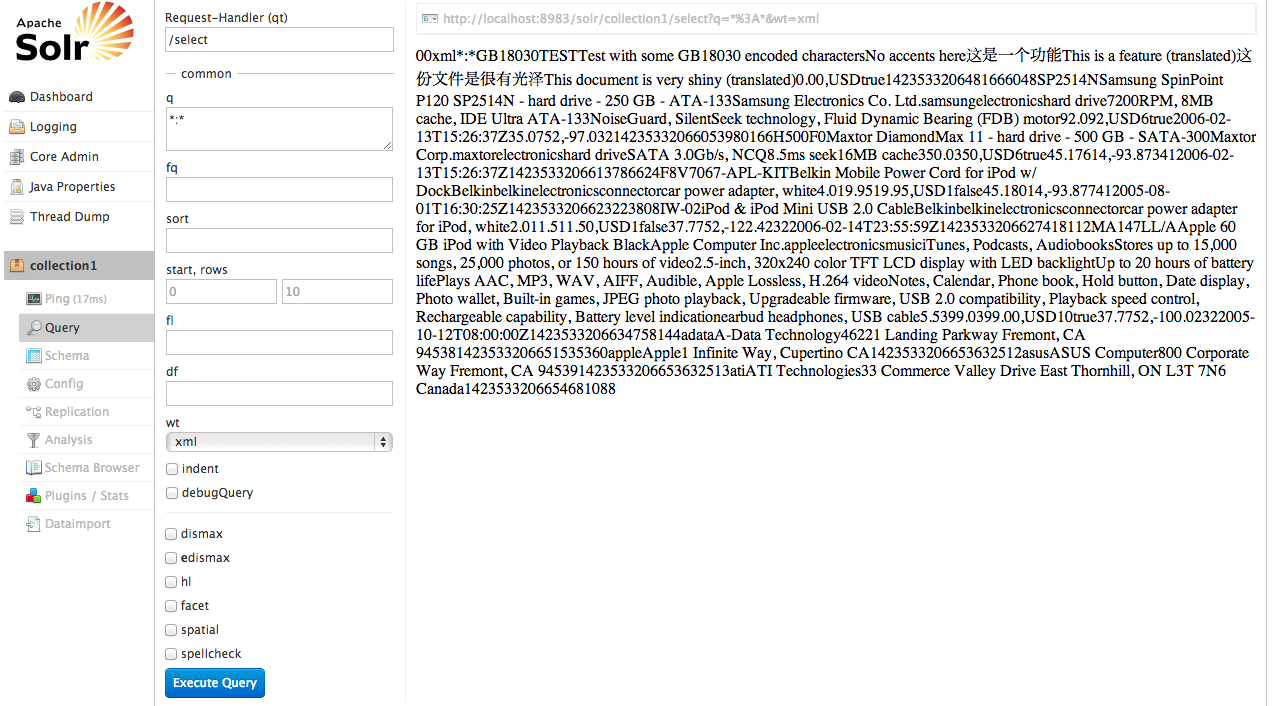 Apache
Solr
Dashboard
Logging
Core Admin
Java Properties
Thread Dump
collection1
Ping (17ms)
Query
Schema
Config
Replication
Analysis
Schema Browser
Plugins / Stats
Dataimport
Request-Handler (qt)
/select
common
q
*:*
fq
sort
start, rows
0
10
fl
df
wt
xml
indent
debugQuery
dismax
edismax
hl
facet
spatial
spellcheck
Execute Query
http://localhost:8983/solr/collection1/select?q=*%3A*&wt=xml
00xml*:*GB18030TESTTest with some GB18030 encoded charactersNo accents here这是一个功能This is a feature (translated)这
份文件是很有光泽This document is very shiny (translated)0.00,USDtrue1423533206481666048SP2514NSamsung SpinPoint
P120 SP2514N - hard drive - 250 GB - ATA-133Samsung Electronics Co. Ltd.samsungelectronicshard drive7200RPM, 8MB
cache, IDE Ultra ATA-133NoiseGuard, SilentSeek technology, Fluid Dynamic Bearing (FDB) motor92.092,USD6true2006-02-
13T15:26:37Z35.0752,-97.03214235332066053980166H500F0Maxtor DiamondMax 11 - hard drive - 500 GB - SATA-300Maxtor
Corp.maxtorelectronicshard driveSATA 3.0Gb/s, NCQ8.5ms seek16MB cache350.0350,USD6true45.17614,-93.873412006-02-
13T15:26:37Z1423533206613786624F8V7067-APL-KITBelkin Mobile Power Cord for iPod w/
DockBelkinbelkinelectronicsconnectorcar power adapter, white4.019.9519.95,USD1false45.18014,-93.877412005-08-
01T16:30:25Z1423533206623223808IW-02iPod & iPod Mini USB 2.0 CableBelkinbelkinelectronicsconnectorcar power adapter
for iPod, white2.011.511.50,USD1false37.7752,-122.42322006-02-14T23:55:59Z1423533206627418112MA147LL/AApple 60
GB iPod with Video Playback BlackApple Computer Inc.appleelectronicsmusiciTunes, Podcasts, AudiobooksStores up to 15,000
songs, 25,000 photos, or 150 hours of video2.5-inch, 320x240 color TFT LCD display with LED backlightUp to 20 hours of battery
lifePlays AAC, MP3, WAV, AIFF, Audible, Apple Lossless, H.264 videoNotes, Calendar, Phone book, Hold button, Date display,
Photo wallet, Built-in games, JPEG photo playback, Upgradeable firmware, USB 2.0 compatibility, Playback speed control,
Rechargeable capability, Battery level indicationearbud headphones, USB cable5.5399.0399.00,USD10true37.7752,-100.02322005-
10-12T08:00:00Z1423533206634758144adataA-Data Technology46221 Landing Parkway Fremont, CA
945381423533206651535360appleApple1 Infinite Way, Cupertino CA1423533206653632512asusASUS Computer800 Corporate
Way Fremont, CA 945391423533206653632513atiATI Technologies33 Commerce Valley Drive East Thornhill, ON L3T 7N6
Canada1423533206654681088